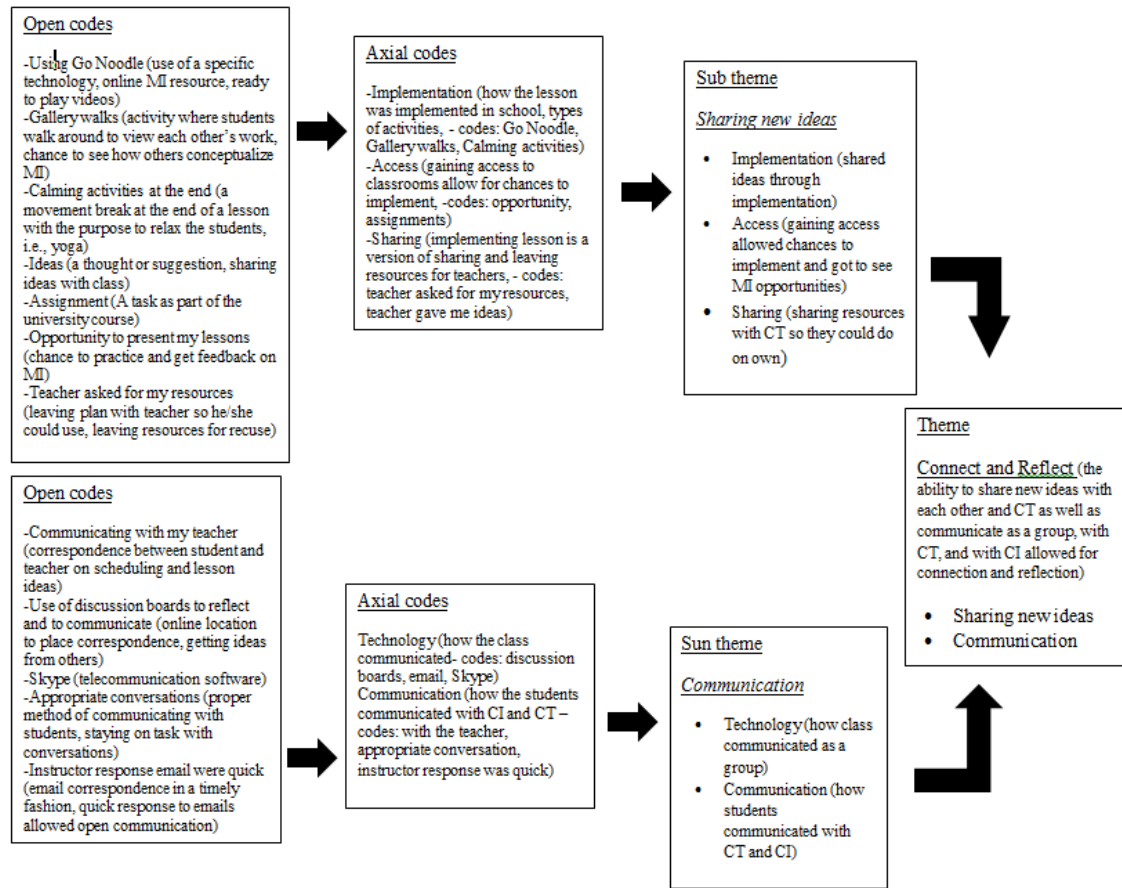 Open codes
-Using Go Noodle (use of a specific
technology, online MI resource, ready
to play videos)
-Gallery walks (activity where students
walk around to view each other's work,
chance to see how others conceptualize
MI)
-Calming activities at the end (a
movement break at the end of a lesson
with the purpose to relax the students,
i.e., yoga)
-Ideas (a thought or suggestion, sharing
ideas with class)
-Assignment (A task as part of the
university course)
-Opportunity to present my lessons
(chance to practice and get feedback on
MI)
-Teacher asked for my resources
(leaving plan with teacher so he/she
could use, leaving resources for recuse)
Axial codes
-Implementation (how the lesson
was implemented in school, types
of activities, - codes: Go Noodle,
Gallery walks, Calming activities)
-Access (gaining access to
classrooms allow for chances to
implement, -codes: opportunity,
assignments)
-Sharing (implementing lesson is a
version of sharing and leaving
resources for teachers, - codes:
teacher asked for my resources,
teacher gave me ideas)
Sub theme
Sharing new ideas
• Implementation (shared
ideas through
implementation)
• Access (gaining access
allowed chances to
implement and got to see
MI opportunities)
• Sharing (sharing resources
with CT so they could do
on own)
Open codes
-Communicating with my teacher
(correspondence between student and
teacher on scheduling and lesson
ideas)
-Use of discussion boards to reflect
and to communicate (online location
to place correspondence, getting ideas
from others)
-Skype (telecommunication software)
-Appropriate conversations (proper
method of communicating with
students, staying on task with
conversations)
-Instructor response email were quick
(email correspondence in a timely
fashion, quick response to emails
allowed open communication)
Axial codes
Technology (how the class
communicated- codes: discussion
boards, email, Skype)
Communication (how the students
communicated with CI and CT –
codes: with the teacher,
appropriate conversation,
instructor response was quick)
Sun theme
Communication
• Technology (how class
communicated as a
group)
• Communication (how
students
communicated with
CT and CI)
Theme
Connect and Reflect (the
ability to share new ideas with
each other and CT as well as
communicate as a group, with
CT, and with CI allowed for
connection and reflection)
• Sharing new ideas
• Communication